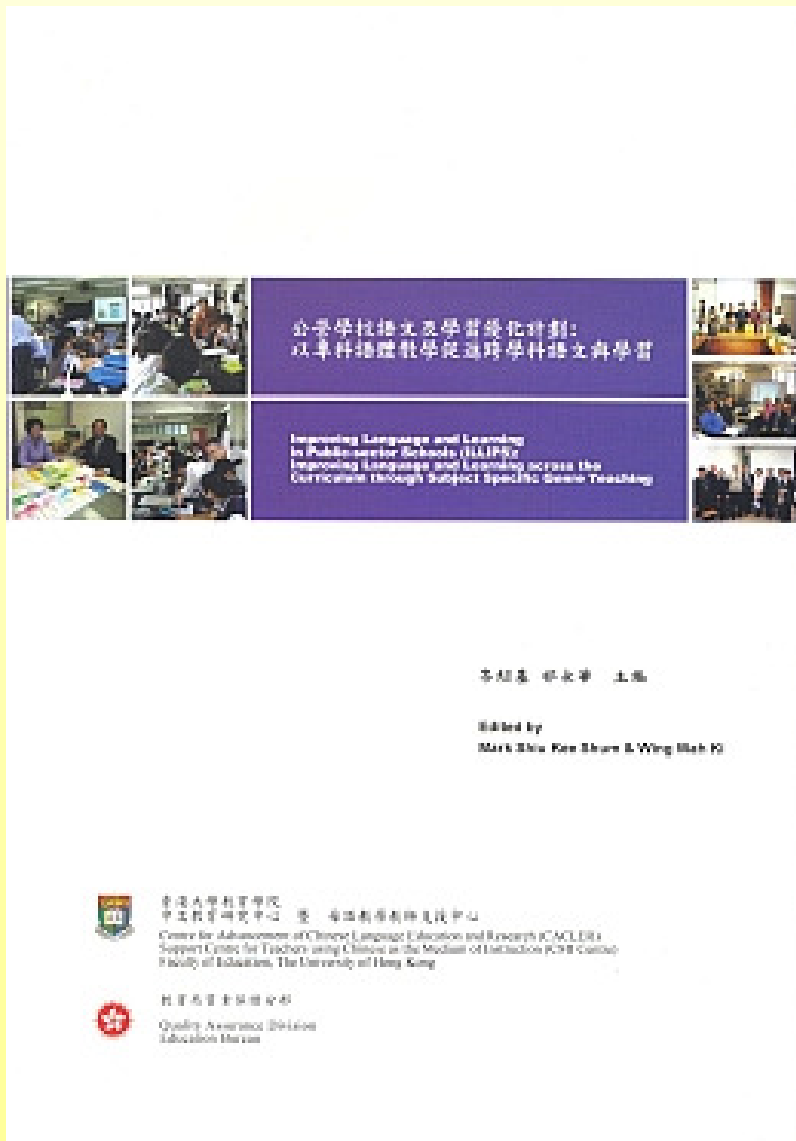 公營學校語文及學習優化計劃:
以專科語體教學促進跨學科語文與學習
Improving Language and Learning
in Public-sector Schools (ILLIPS):
Improving Language and Learning across the
Curriculum through Subject Specific Genre Teaching
岑紹基 祁永華 主編
Edited by
Mark Shiu Kee Shum & Wing Wah Ki
香港大學教育學院
中文教育研究中心 暨 母語教學教師支援中心
Centre for Advancement of Chinese Language Education and Research (CACLER)
Support Centre for Teachers using Chinese as the Medium of Instruction (CMI Centre)
Faculty of Education, The University of Hong Kong
教育局質素保證分部
Quality Assurance Division
Education Bureau